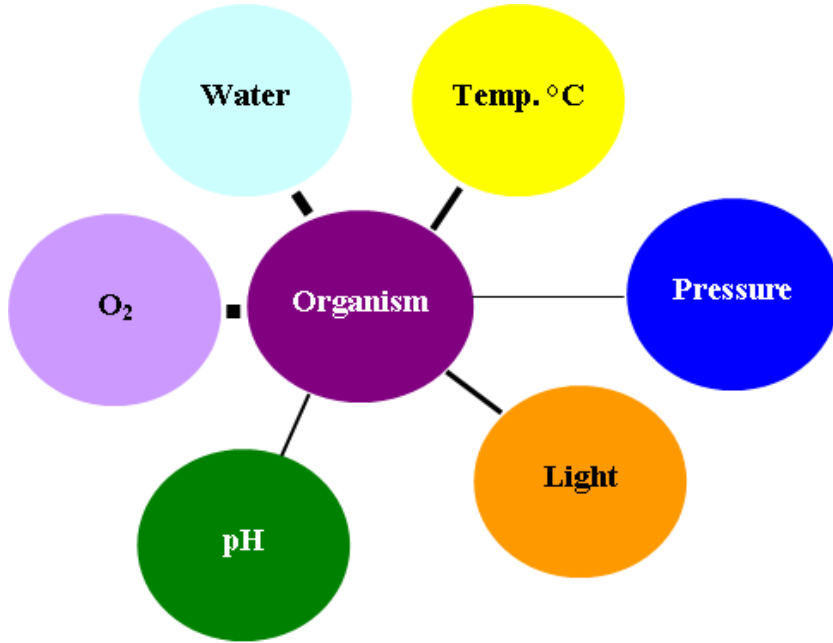 Water
Temp. °C
O₂
Organism
Pressure
Light
pH